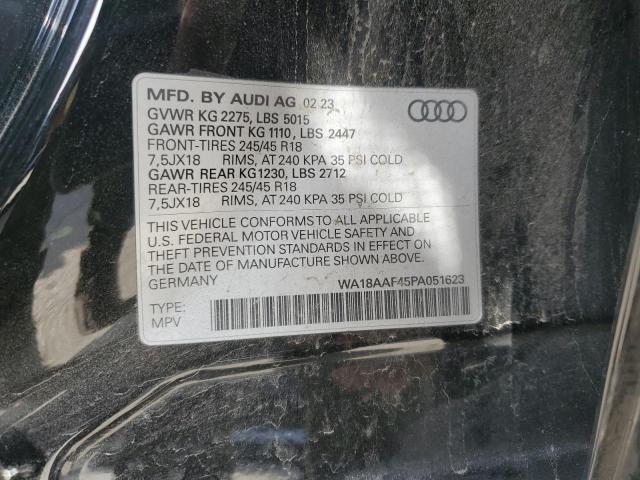 MFD. BY AUDI AG 02 23
GVWR KG 2275, LBS 5015
GAWR FRONT KG 1110, LBS 2447
FRONT-TIRES 245/45 R18
7,5JX18 RIMS, AT 240 KPA 35 PSI COLD
GAWR REAR KG1230, LBS 2712
REAR-TIRES 245/45 R18
7,5JX18 RIMS, AT 240 KPA 35 PSI COLD
THIS VEHICLE CONFORMS TO ALL APPLICABLE
U.S. FEDERAL MOTOR VEHICLE SAFETY AND
THEFT PREVENTION STANDARDS IN EFFECT ON
THE DATE OF MANUFACTURE SHOWN ABOVE.
GERMANY WA18AAF45PA051623
TYPE:
MPV